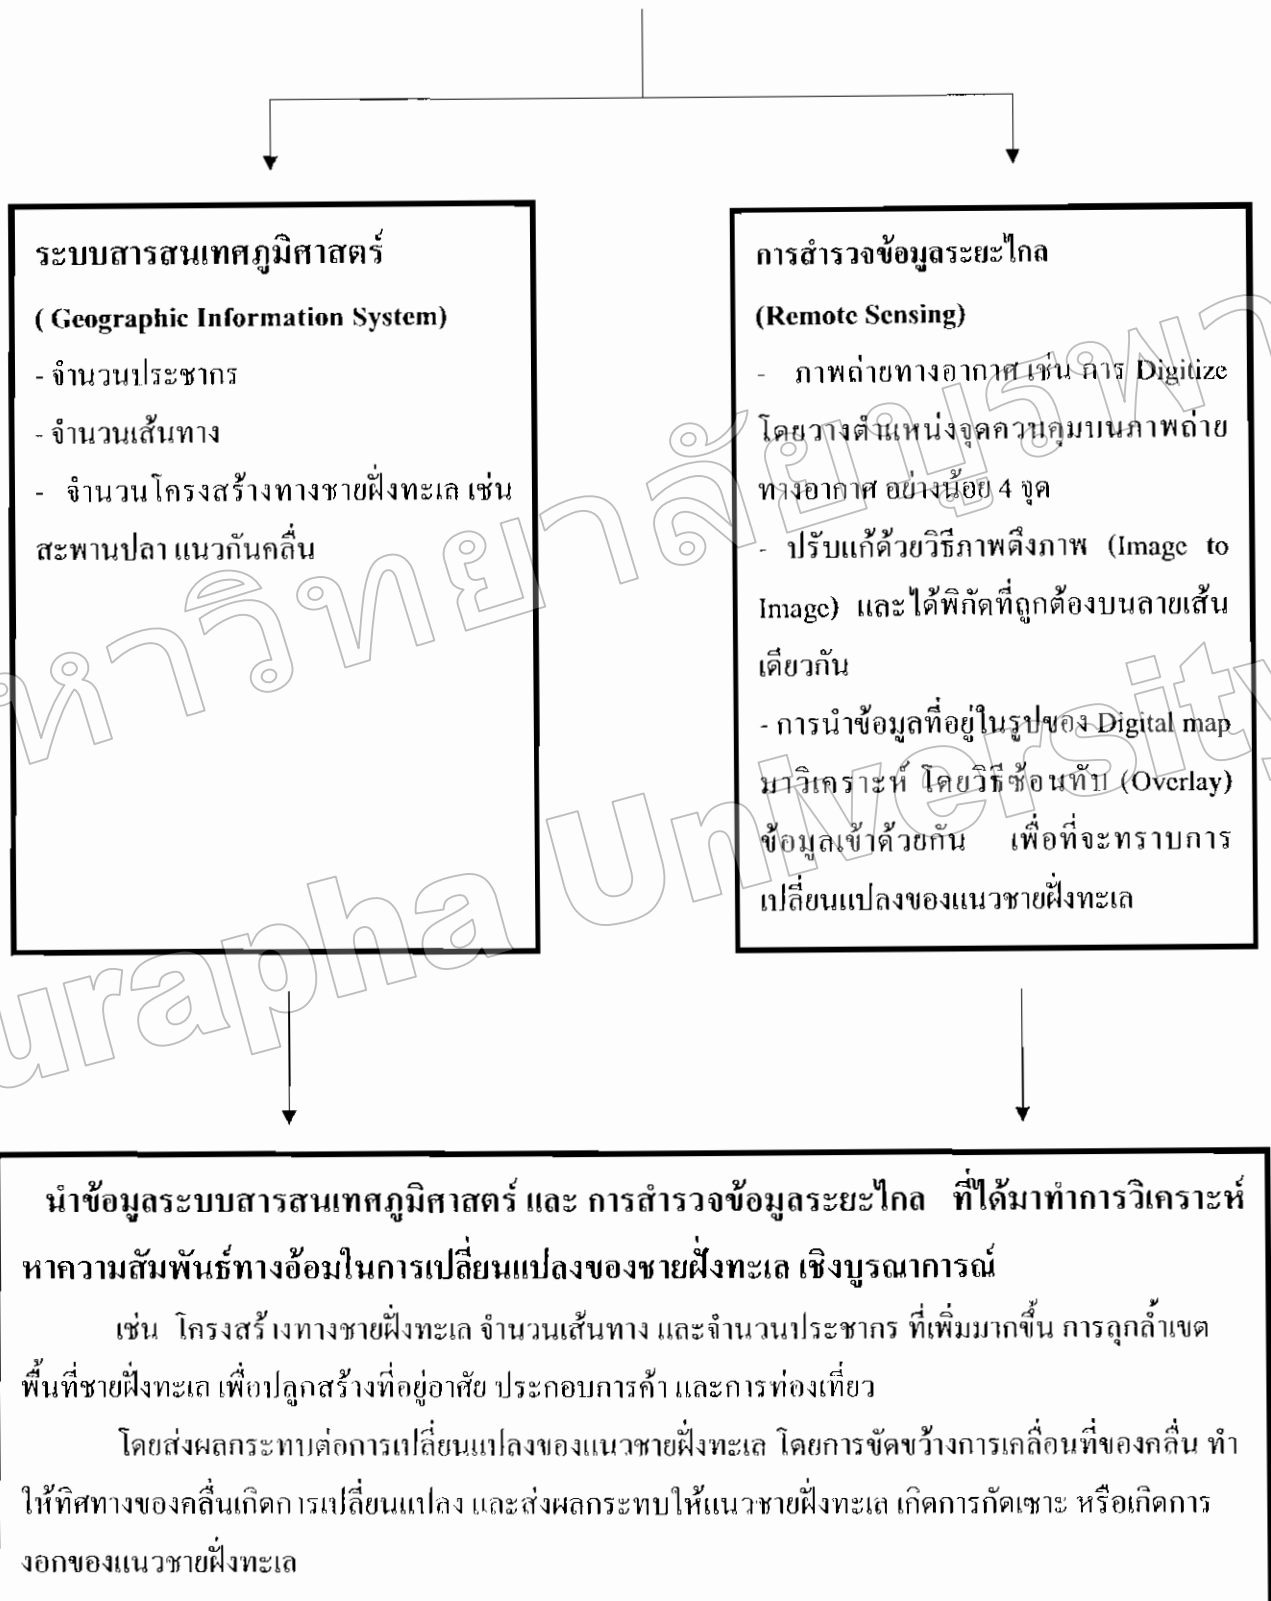 ระบบสารสนเทศภูมิศาสตร์
( Geographic Information System)
- จำนวนประชากร
- จำนวนเส้นทาง
- จำนวนโครงสร้างทางชายฝั่งทะเล เช่น
สะพานปลา แนวกันคลื่น
การสำรวจข้อมูลระยะไกล
(Remote Sensing)
- ภาพถ่ายทางอากาศ เช่น การ Digitize
โดยวางตำแหน่งจุดควบคุมบนภาพถ่าย
ทางอากาศ อย่างน้อย 4 จุด
- ปรับแก้ด้วยวิธีภาพดึงภาพ (Image to
Image) และได้พิกัดที่ถูกต้องบนลายเส้น
เดียวกัน
- การนำข้อมูลที่อยู่ในรูปของ Digital map
มาวิเคราะห์ โดยวิธีซ้อนทับ (Overlay)
ข้อมูลเข้าด้วยกัน เพื่อที่จะทราบการ
เปลี่ยนแปลงของแนวชายฝั่งทะเล
นำข้อมูลระบบสารสนเทศภูมิศาสตร์ และ การสำรวจข้อมูลระยะไกล ที่ได้มาทำการวิเคราะห์
หาความสัมพันธ์ทางอ้อมในการเปลี่ยนแปลงของชายฝั่งทะเล เชิงบูรณาการณ์
เช่น โครงสร้างทางชายฝั่งทะเล จำนวนเส้นทาง และจำนวนประชากร ที่เพิ่มมากขึ้น การลุกล้ำเขต
พื้นที่ชายฝั่งทะเล เพื่อปลูกสร้างที่อยู่อาศัย ประกอบการค้า และการท่องเที่ยว
โดยส่งผลกระทบต่อการเปลี่ยนแปลงของแนวชายฝั่งทะเล โดยการขัดขว้างการเคลื่อนที่ของคลื่น ทำ
ให้ทิศทางของคลื่นเกิดการเปลี่ยนแปลง และส่งผลกระทบให้แนวชายฝั่งทะเล เกิดการกัดเซาะ หรือเกิดการ
งอกของแนวชายฝั่งทะเล
หาวิทยาลัยบูรพา
urapha University